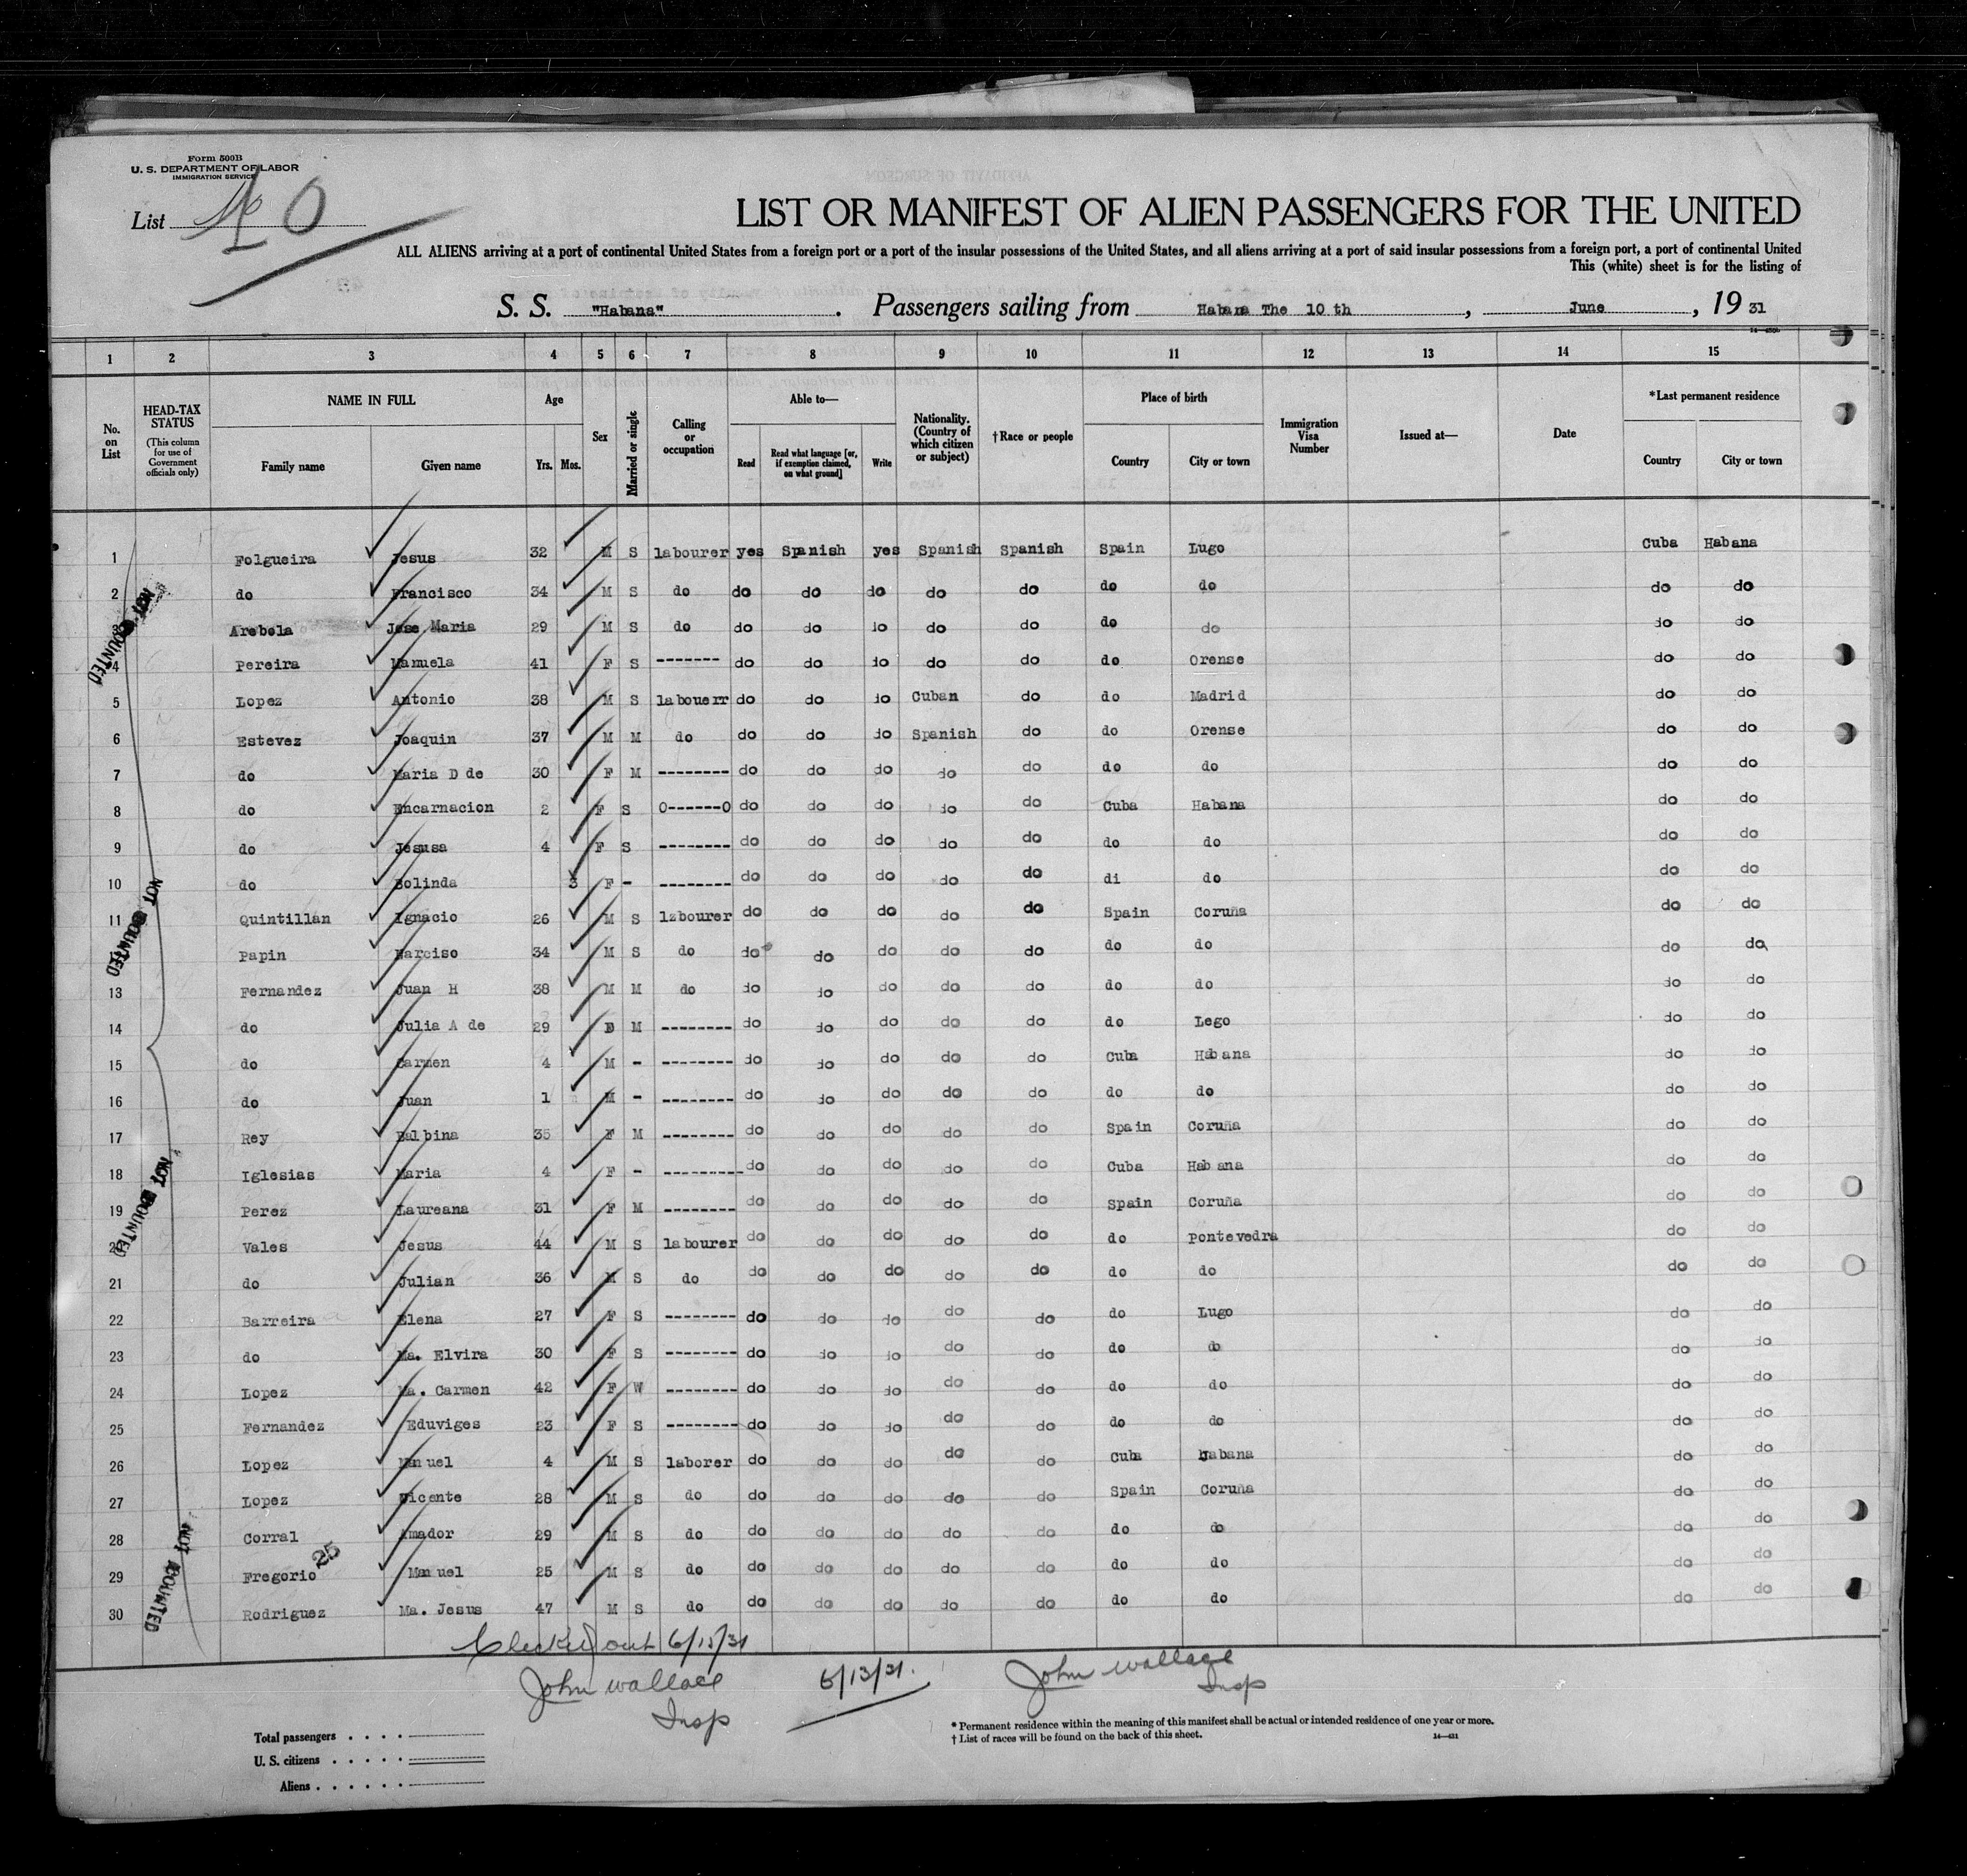 Form 500B
U. S. DEPARTMENT OF LABOR
IMMIGRATION SERVICE
List 10
LIST OR MANIFEST OF ALIEN PASSENGERS FOR THE UNITED
ALL ALIENS arriving at a port of continental United States from a foreign port or a port of the insular possessions of the United States, and all aliens arriving at a port of said insular possessions from a foreign port, a port of continental United
This (white) sheet is for the listing of
S. S. "Habana". Passengers sailing from Habana The 10 th, June, 19 31
1 2 3 4 5 6 7 8 9 10 11 12 13 14 15
No. on List
HEAD-TAX STATUS (This column for use of Government officials only)
NAME IN FULL Family name Given name
Age Yrs. Mos.
Sex
Married or single
Calling or occupation
Able to— Read Read what language [or, if exemption claimed, on what ground] Write
Nationality. (Country of which citizen or subject)
†Race or people
Place of birth Country City or town
Immigration Visa Number
Issued at—
Date
*Last permanent residence Country City or town
1 Folgueira Jesus 32 M S labourer yes Spanish yes Spanish Spanish Spain Lugo Cuba Habana
2 do Francisco 34 M S do do do do do do do do do do
3 Arebola Jose Maria 29 M S do do do do do do do do do do
4 Pereira Manuela 41 F S ------- do do do do do do Orense do do
5 Lopez Antonio 38 M S labouerr do do do Cuban do do Madrid do do
6 Estevez Joaquin 37 M M do do do do Spanish do do Orense do do
7 do Maria D de 30 F M -------- do do do do do do do do do
8 do Encarnacion 2 F S O------O do do do do do Cuba Habana do do
9 do Jesusa 4 F S -------- do do do do do do do do do
10 do Bolinda 3 F - -------- do do do do do di do do do
11 Quintillan Ignacio 26 M S lzbourer do do do do do Spain Coruña do do
Papin Narciso 34 M S do do do do do do do do do do
13 Fernandez Juan H 38 M M do do do do do do do do do do
14 do Julia A de 29 M -------- do do do do do do Lego do do
15 do Carmen 4 M - -------- do do do do do Cuba Habana do do
16 do Juan 1 M - -------- do do do do do do do do do
17 Rey Balbina 35 F M -------- do do do do do Spain Coruña do do
18 Iglesias Maria 4 F - --------- do do do do do Cuba Habana do do
19 Perez Laureana 31 F M -------- do do do do do Spain Coruña do do
20 Vales Jesus 44 M S labourer do do do do do do Pontevedra do do
21 do Julian 36 M S do do do do do do do do do do
22 Barreira Elena 27 F S -------- do do do do do do Lugo do do
23 do Ma. Elvira 30 F S -------- do do do do do do do do do
24 Lopez Ma. Carmen 42 F W -------- do do do do do do do do do
25 Fernandez Eduviges 23 F S -------- do do do do do do do do do
26 Lopez Manuel 4 M S laborer do do do do do Cuba Habana do do
27 Lopez Vicente 28 M S do do do do do do Spain Coruña do do
28 Corral Amador 29 M S do do do do do do do do do do
29 Fregorio 25 Manuel 25 M S do do do do do do do do do do
30 Rodriguez Ma. Jesus 47 M S do do do do do do do do do do
NOT COUNTED
NOT COUNTED
NOT COUNTED
NOT COUNTED
Checked out 6/15/31
John Wallace Insp
6/13/31.
John Wallace Insp
Total passengers
U. S. citizens
Aliens
* Permanent residence within the meaning of this manifest shall be actual or intended residence of one year or more.
† List of races will be found on the back of this sheet.
14—431